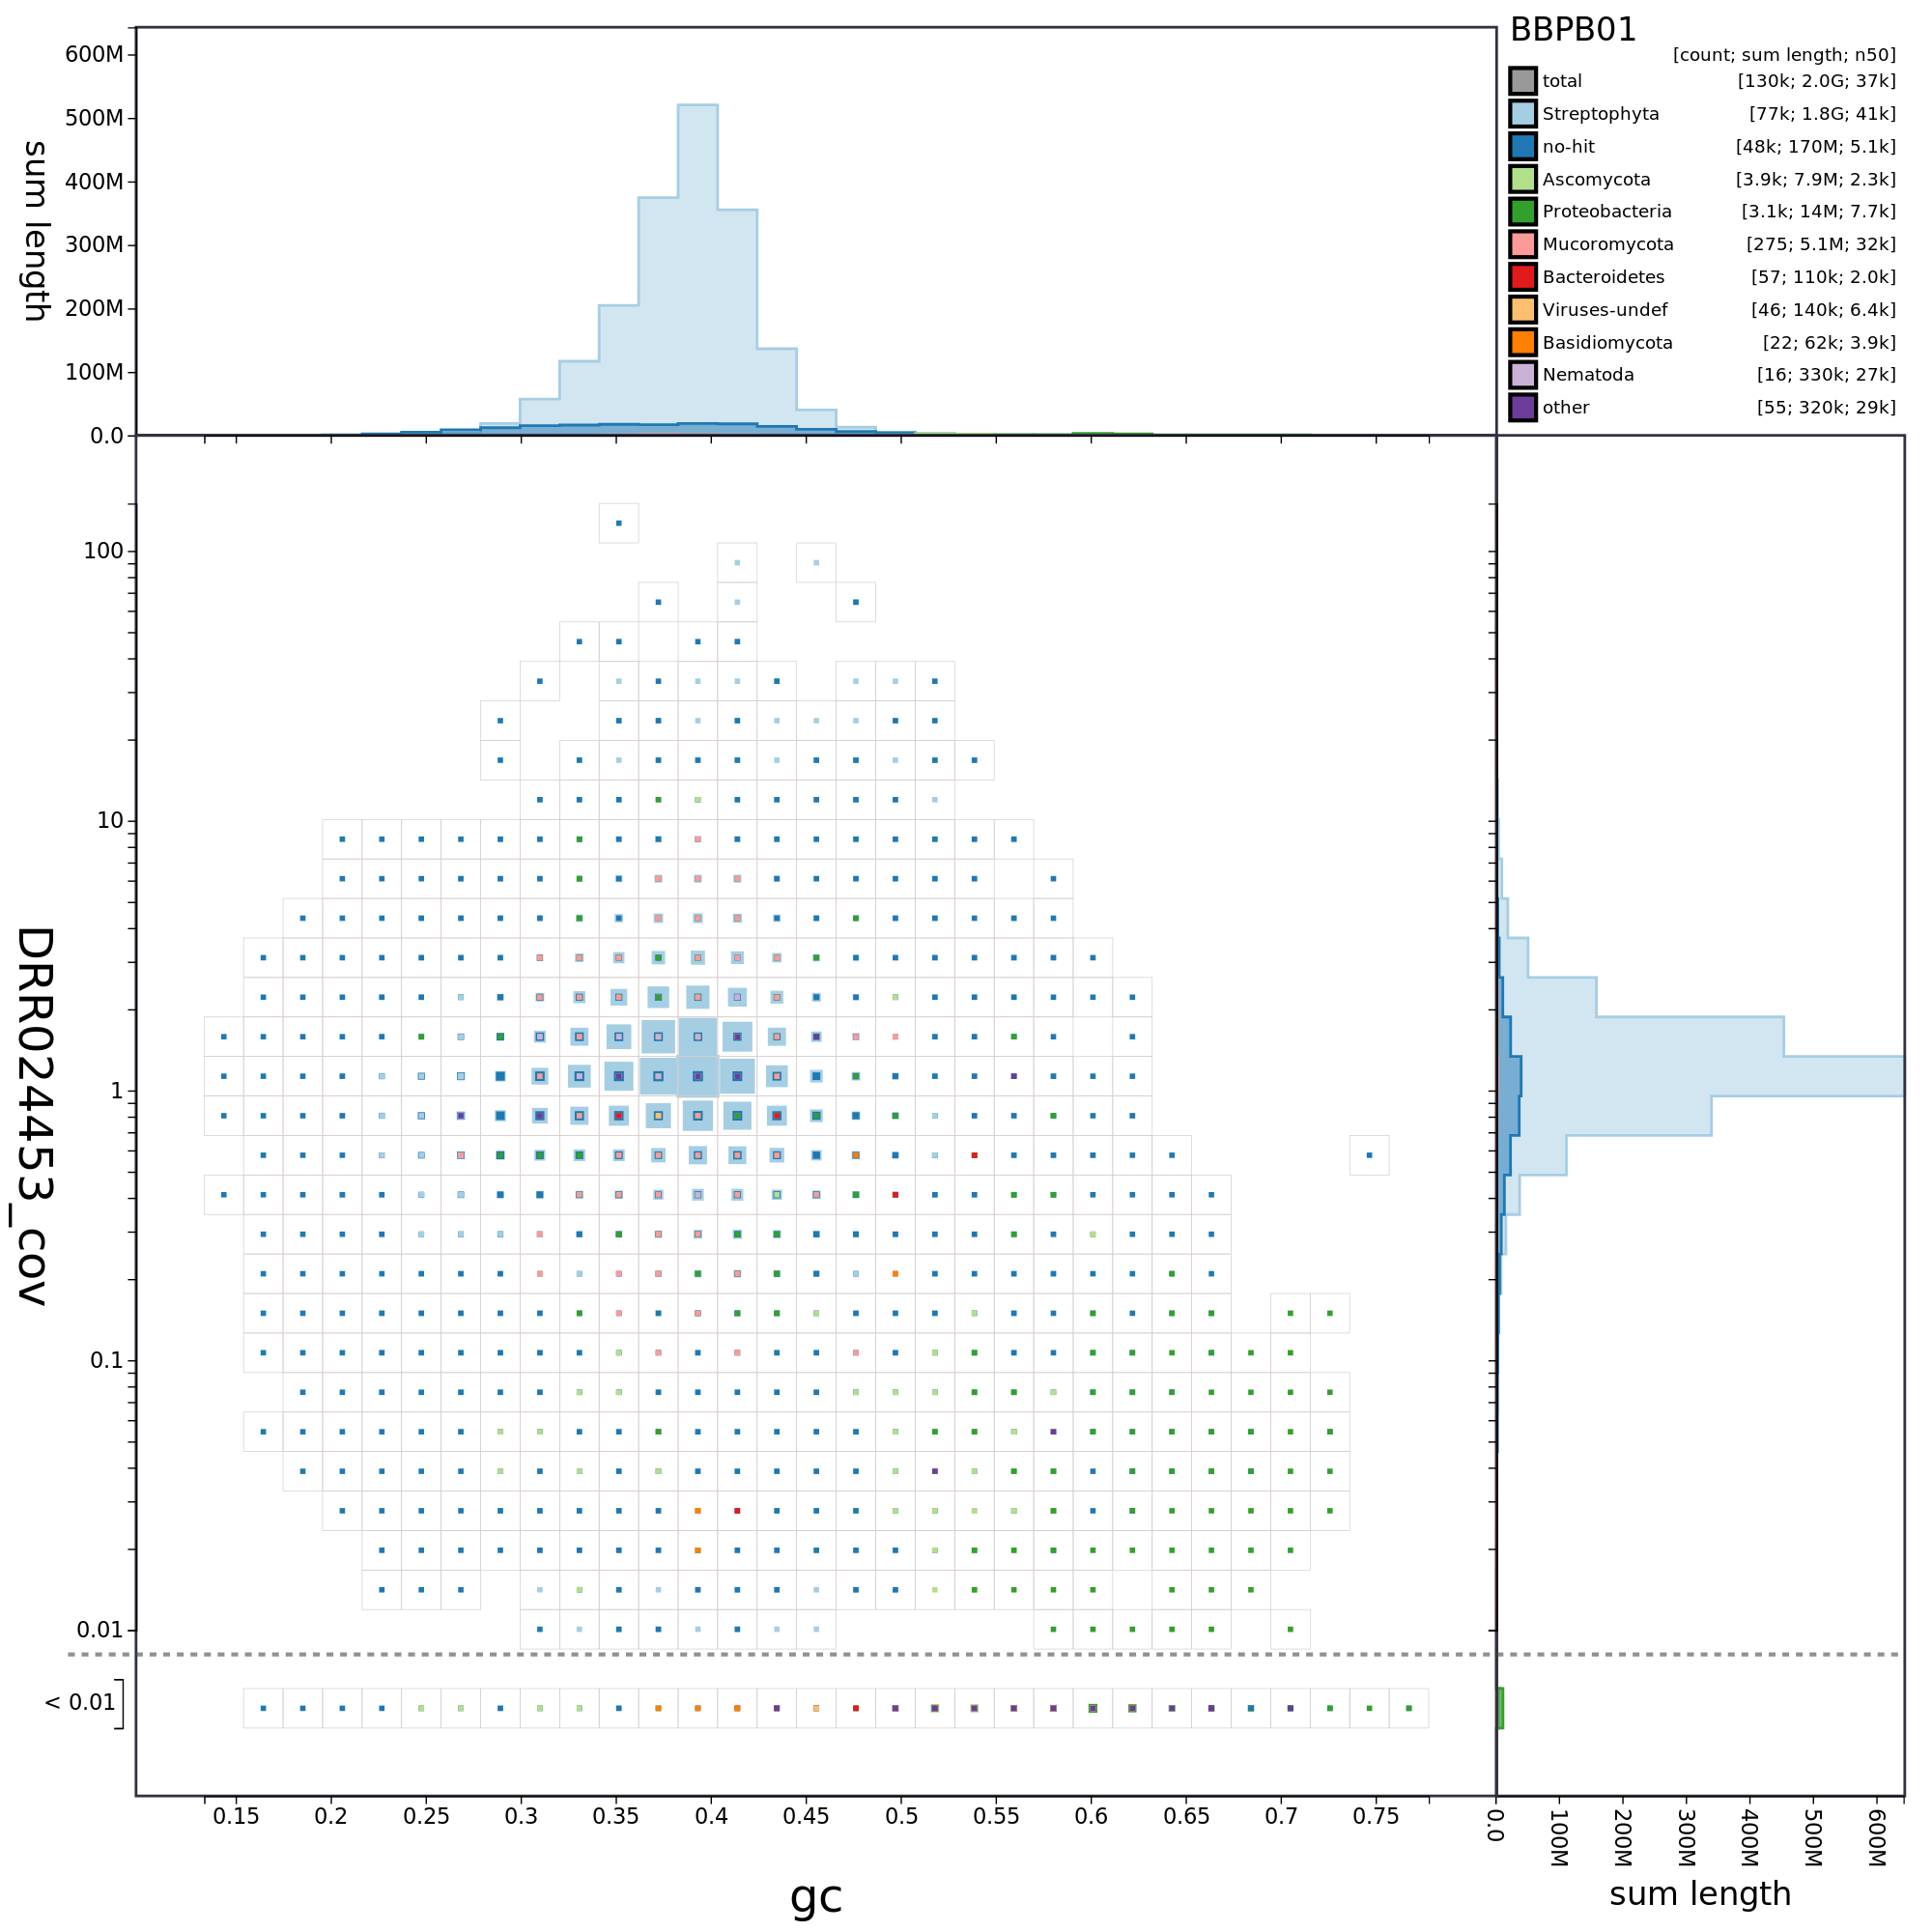 BBPB01
[count; sum length; n50]
total [130k; 2.0G; 37k]
Streptophyta [77k; 1.8G; 41k]
no-hit [48k; 170M; 5.1k]
Ascomycota [3.9k; 7.9M; 2.3k]
Proteobacteria [3.1k; 14M; 7.7k]
Mucoromycota [275; 5.1M; 32k]
Bacteroidetes [57; 110k; 2.0k]
Viruses-undef [46; 140k; 6.4k]
Basidiomycota [22; 62k; 3.9k]
Nematoda [16; 330k; 27k]
other [55; 320k; 29k]
sum length
600M
500M
400M
300M
200M
100M
0.0
DRR024453_cov
100
10
1
0.1
0.01
< 0.01
0.15 0.2 0.25 0.3 0.35 0.4 0.45 0.5 0.55 0.6 0.65 0.7 0.75
gc
0.0 100M 200M 300M 400M 500M 600M
sum length